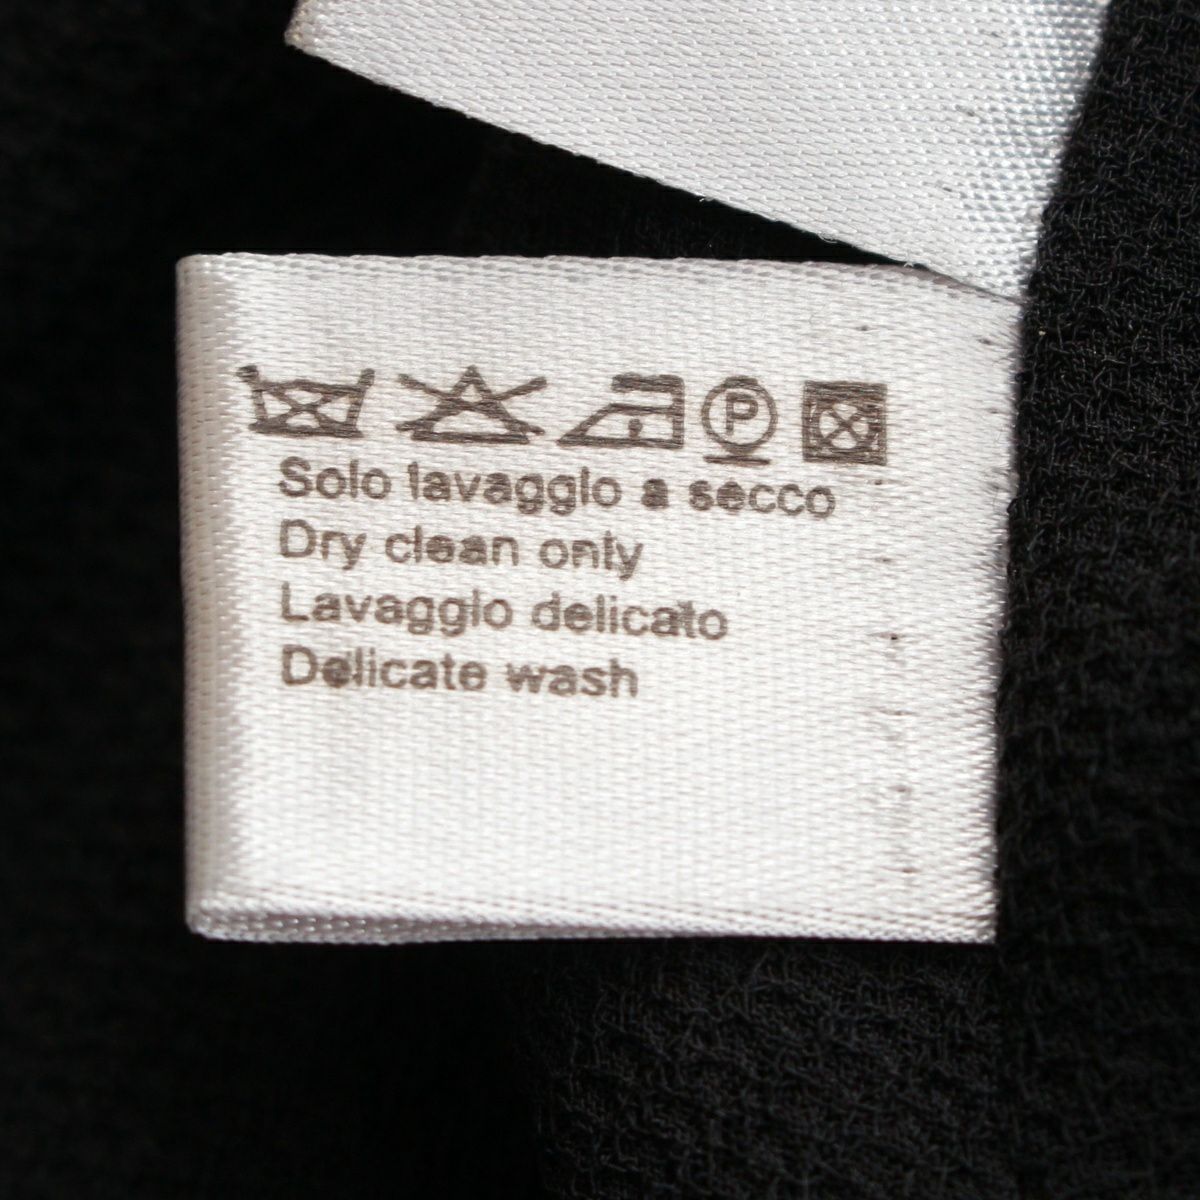 P
Solo lavaggio a secco
Dry clean only
Lavaggio delicato
Delicate wash